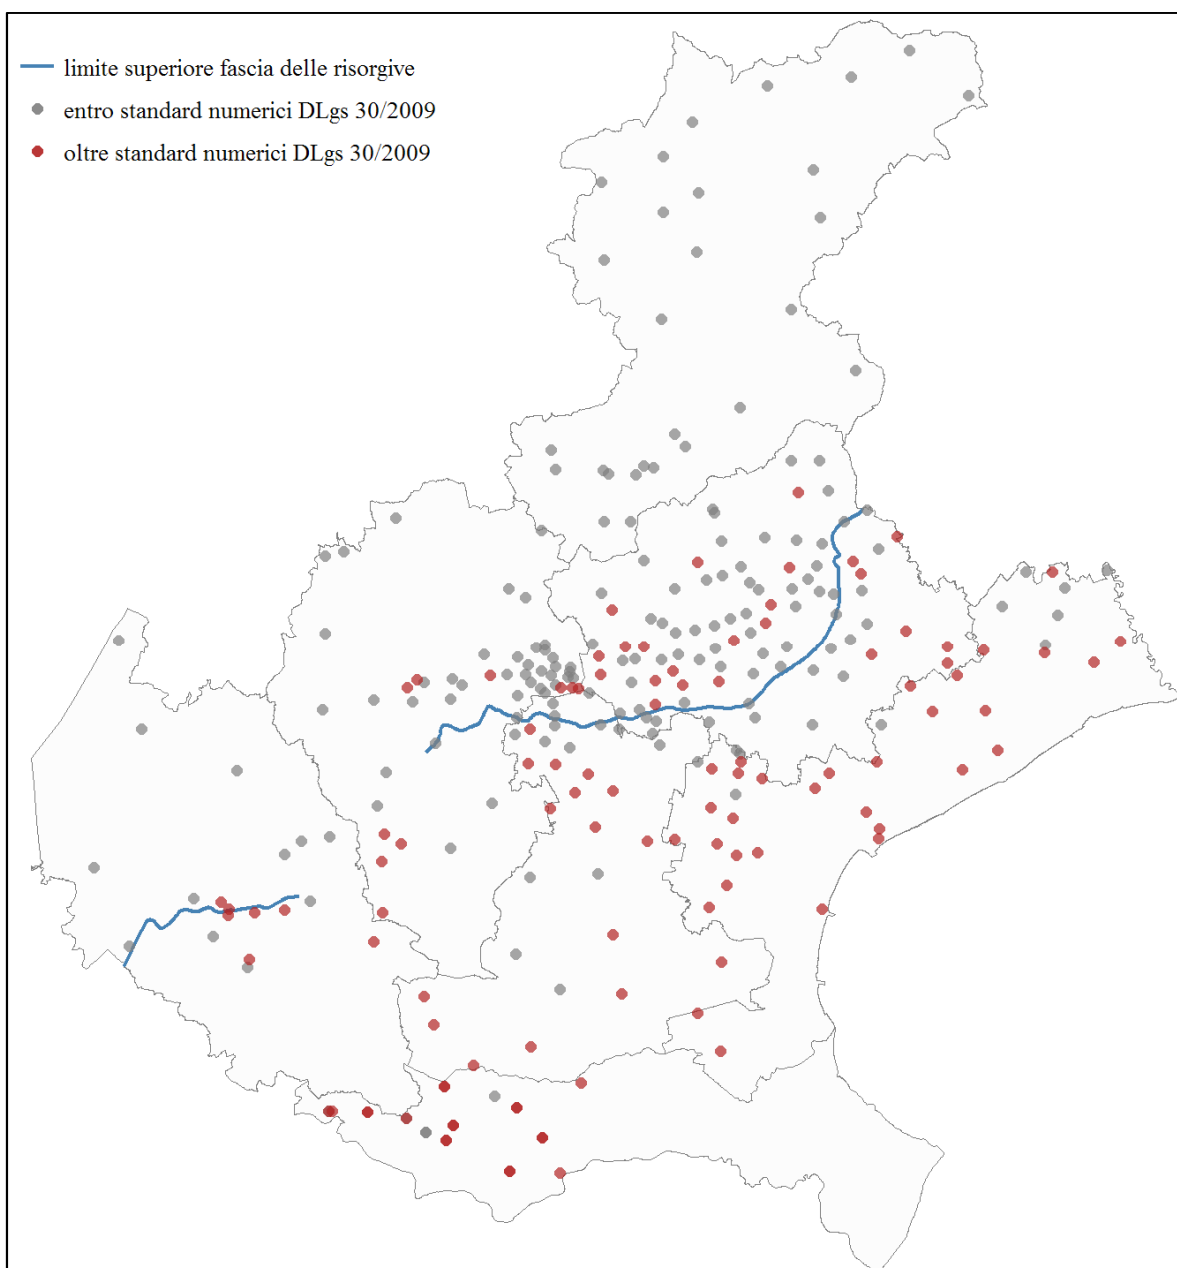 limite superiore fascia delle risorgive
entro standard numerici DLgs 30/2009
oltre standard numerici DLgs 30/2009